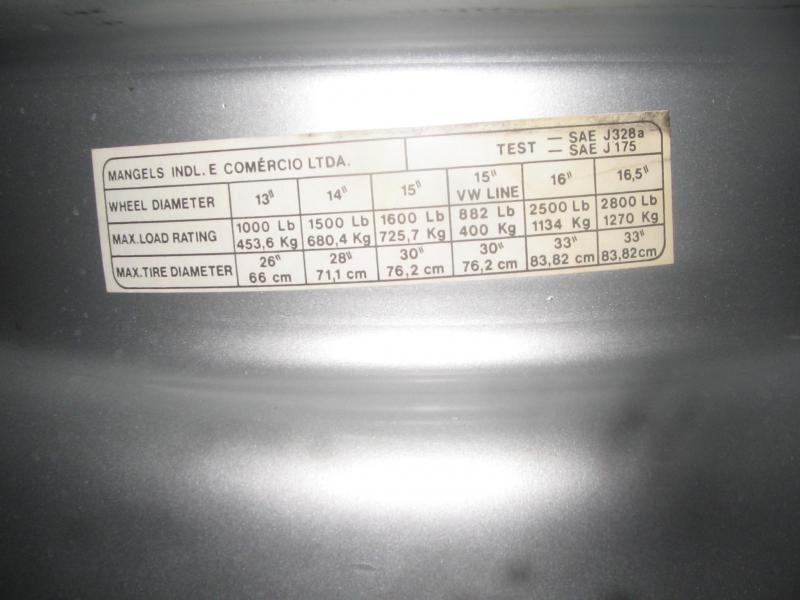 MANGELS INDL. E COMÉRCIO LTDA. TEST — SAE J328a
— SAE J175
WHEEL DIAMETER 13" 14" 15" 15" VW LINE 16" 16,5"
MAX.LOAD RATING 1000 Lb 453,6 Kg 1500 Lb 680,4 Kg 1600 Lb 725,7 Kg 882 Lb 400 Kg 2500 Lb 1134 Kg 2800 Lb 1270 Kg
MAX.TIRE DIAMETER 26" 66 cm 28" 71,1 cm 30" 76,2 cm 30" 76,2 cm 33" 83,82 cm 33" 83,82cm